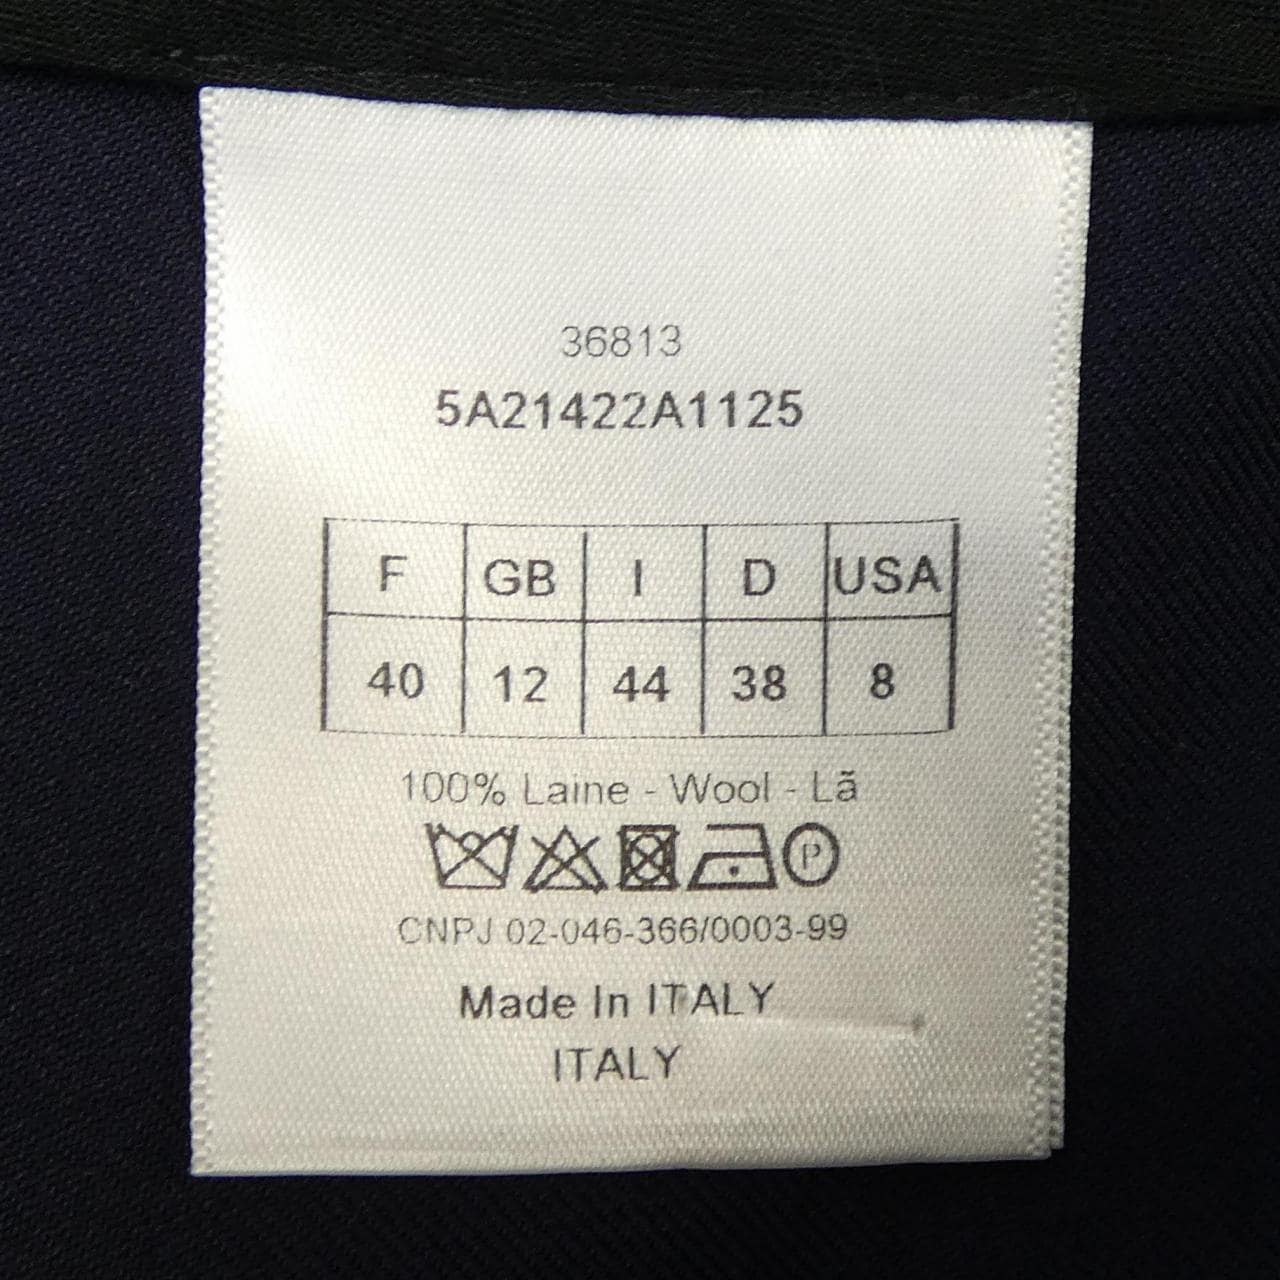 36813
5A21422A1125
F GB I D USA
40 12 44 38 8
100% Laine - Wool - Lã
P
CNPJ 02-046-366/0003-99
Made In ITALY
ITALY